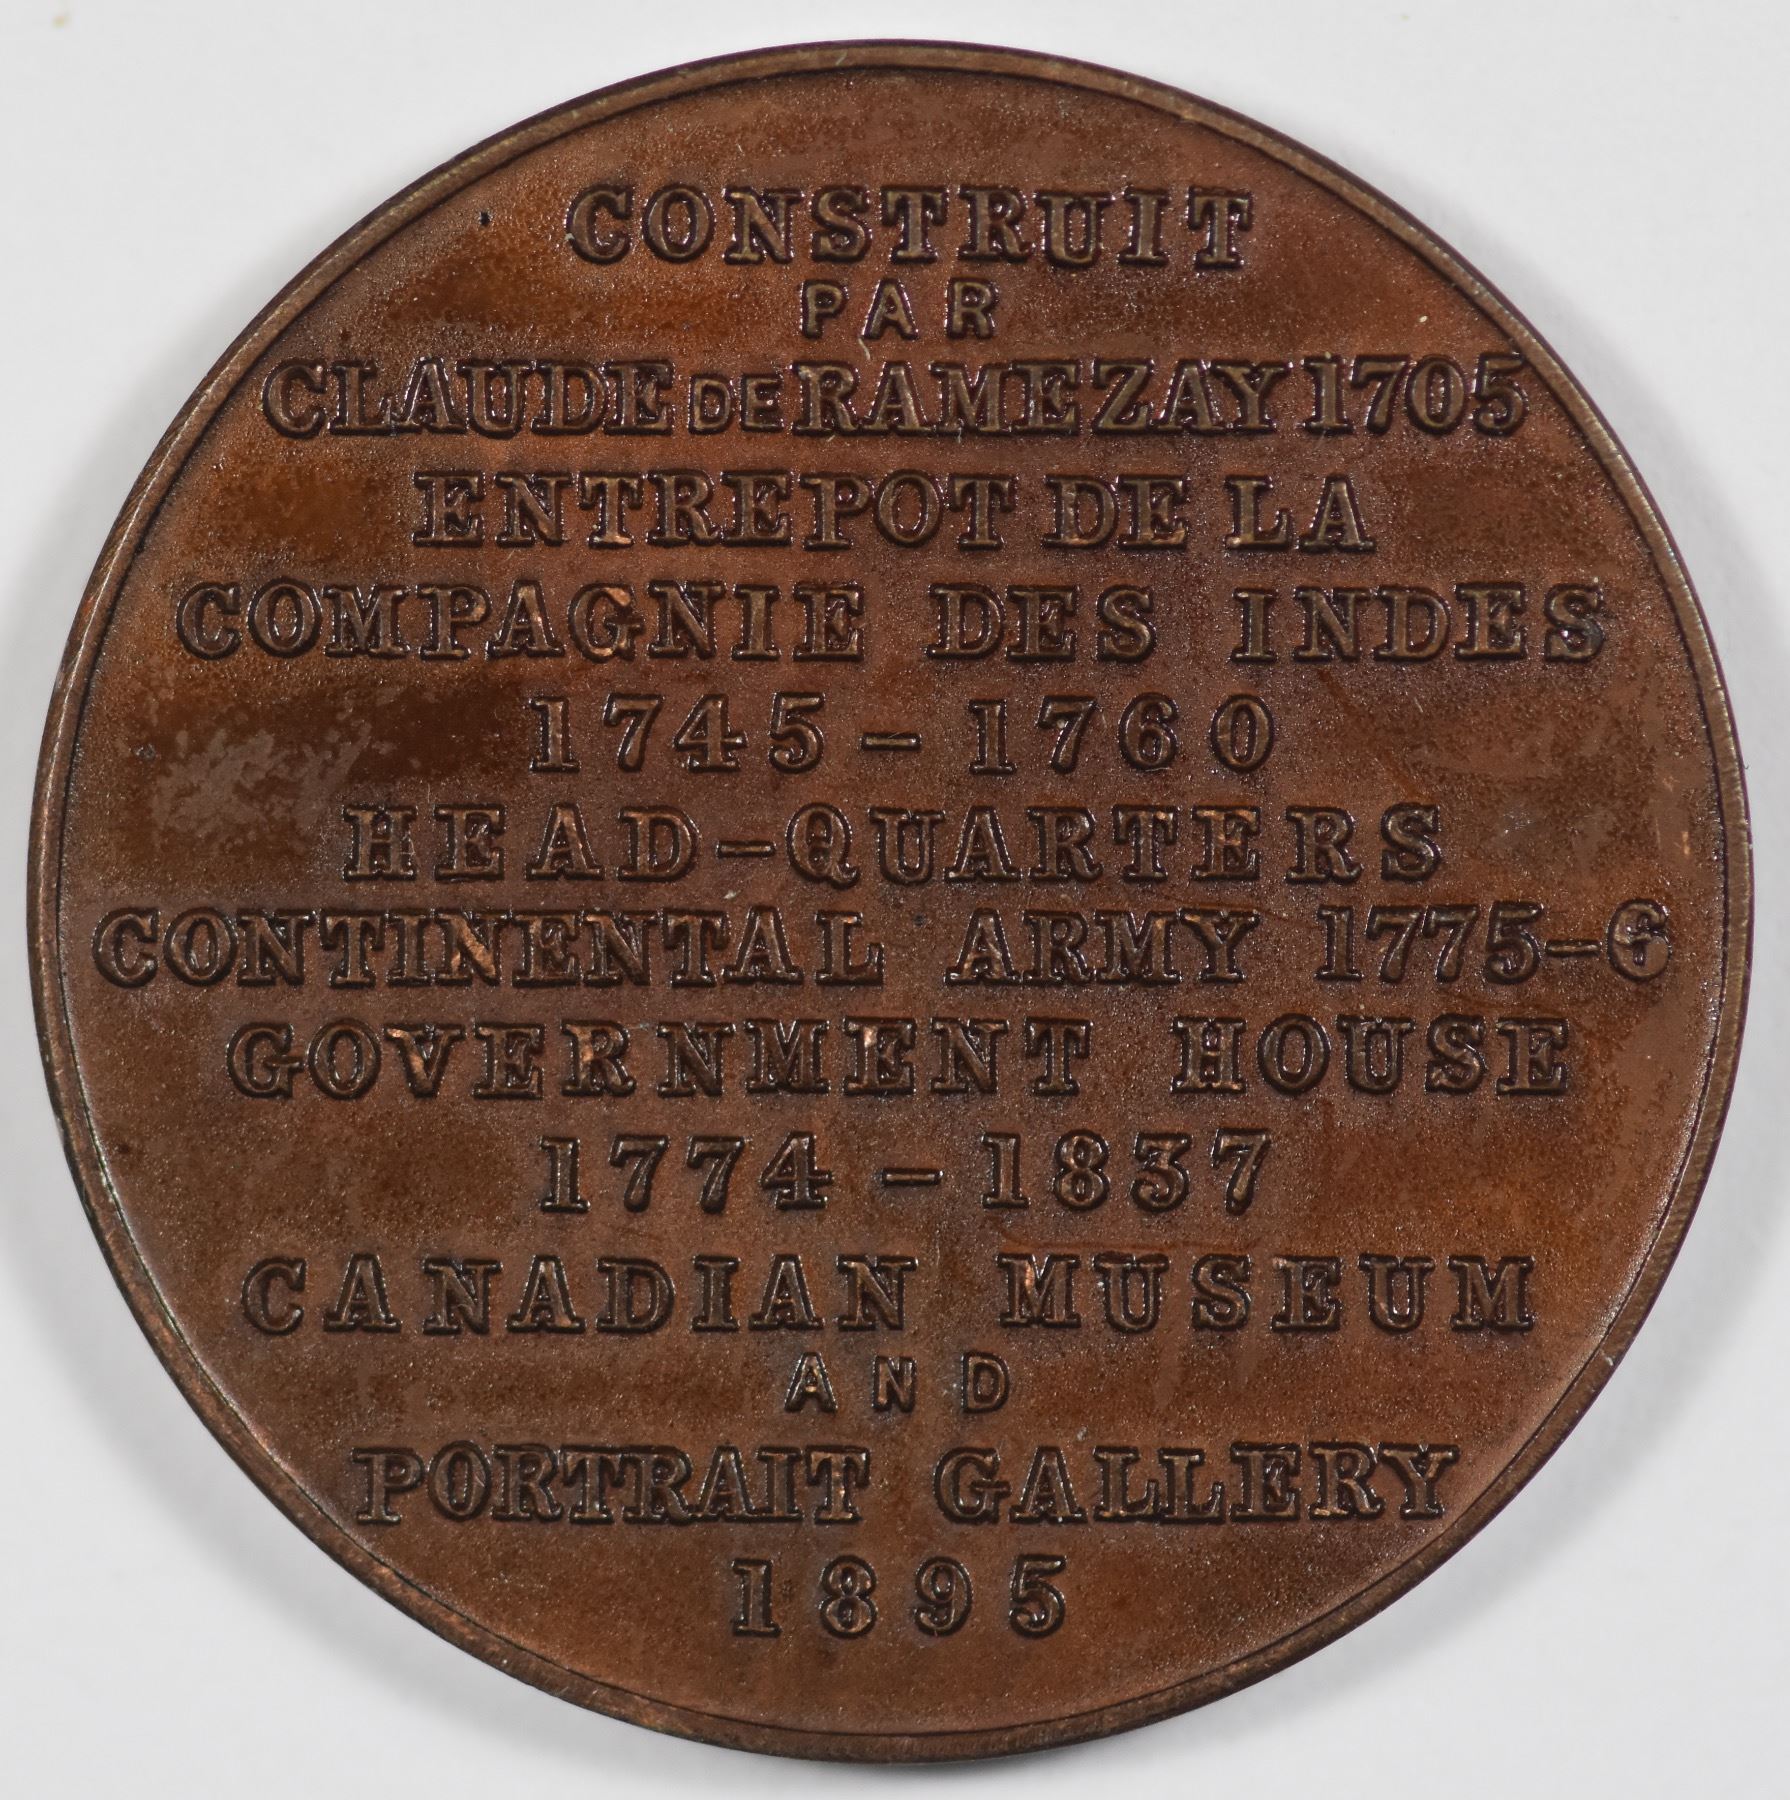 CONSTRUIT
PAR
CLAUDE DE RAMEZAY 1705
ENTREPOT DE LA
COMPAGNIE DES INDES
1745 - 1760
HEAD-QUARTERS
CONTINENTAL ARMY 1775-6
GOVERNMENT HOUSE
1774 - 1837
CANADIAN MUSEUM
AND
PORTRAIT GALLERY
1895